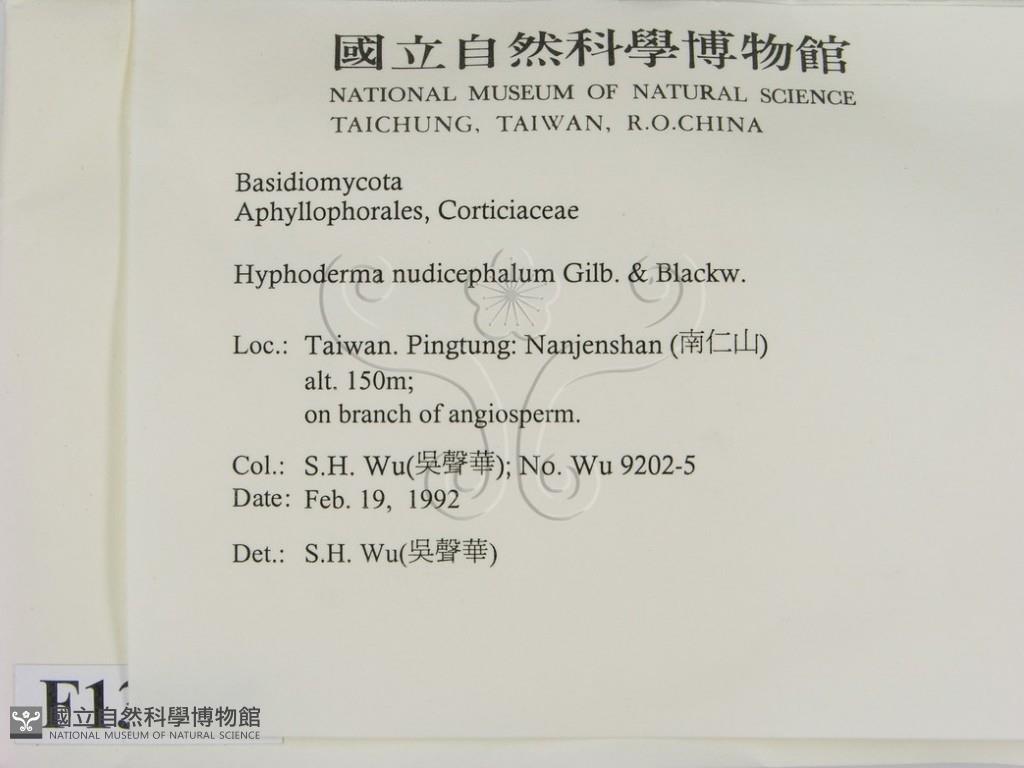 國立自然科學博物館
NATIONAL MUSEUM OF NATURAL SCIENCE
TAICHUNG, TAIWAN, R.O.CHINA
Basidiomycota
Aphyllophorales, Corticiaceae
Hyphoderma nudicephalum Gilb. & Blackw.
Loc.: Taiwan. Pingtung: Nanjenshan (南仁山)
alt. 150m;
on branch of angiosperm.
Col.: S.H. Wu(吳聲華); No. Wu 9202-5
Date: Feb. 19, 1992
Det.: S.H. Wu(吳聲華)
國立自然科學博物館
NATIONAL MUSEUM OF NATURAL SCIENCE